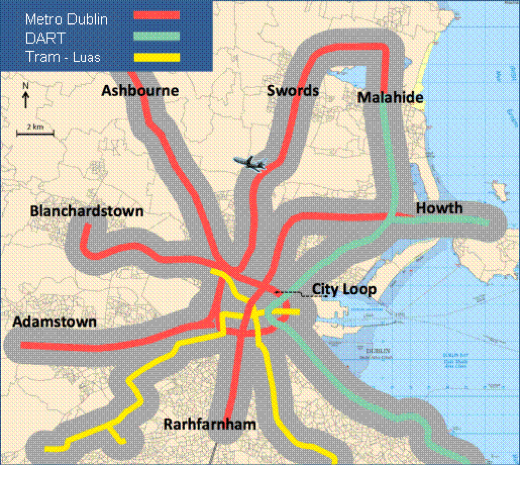 Metro Dublin
DART
Tram - Luas
N
2 km
Ashbourne
Swords
Malahide
Blanchardstown
Howth
City Loop
Adamstown
DUBLIN
Rarhfarnham